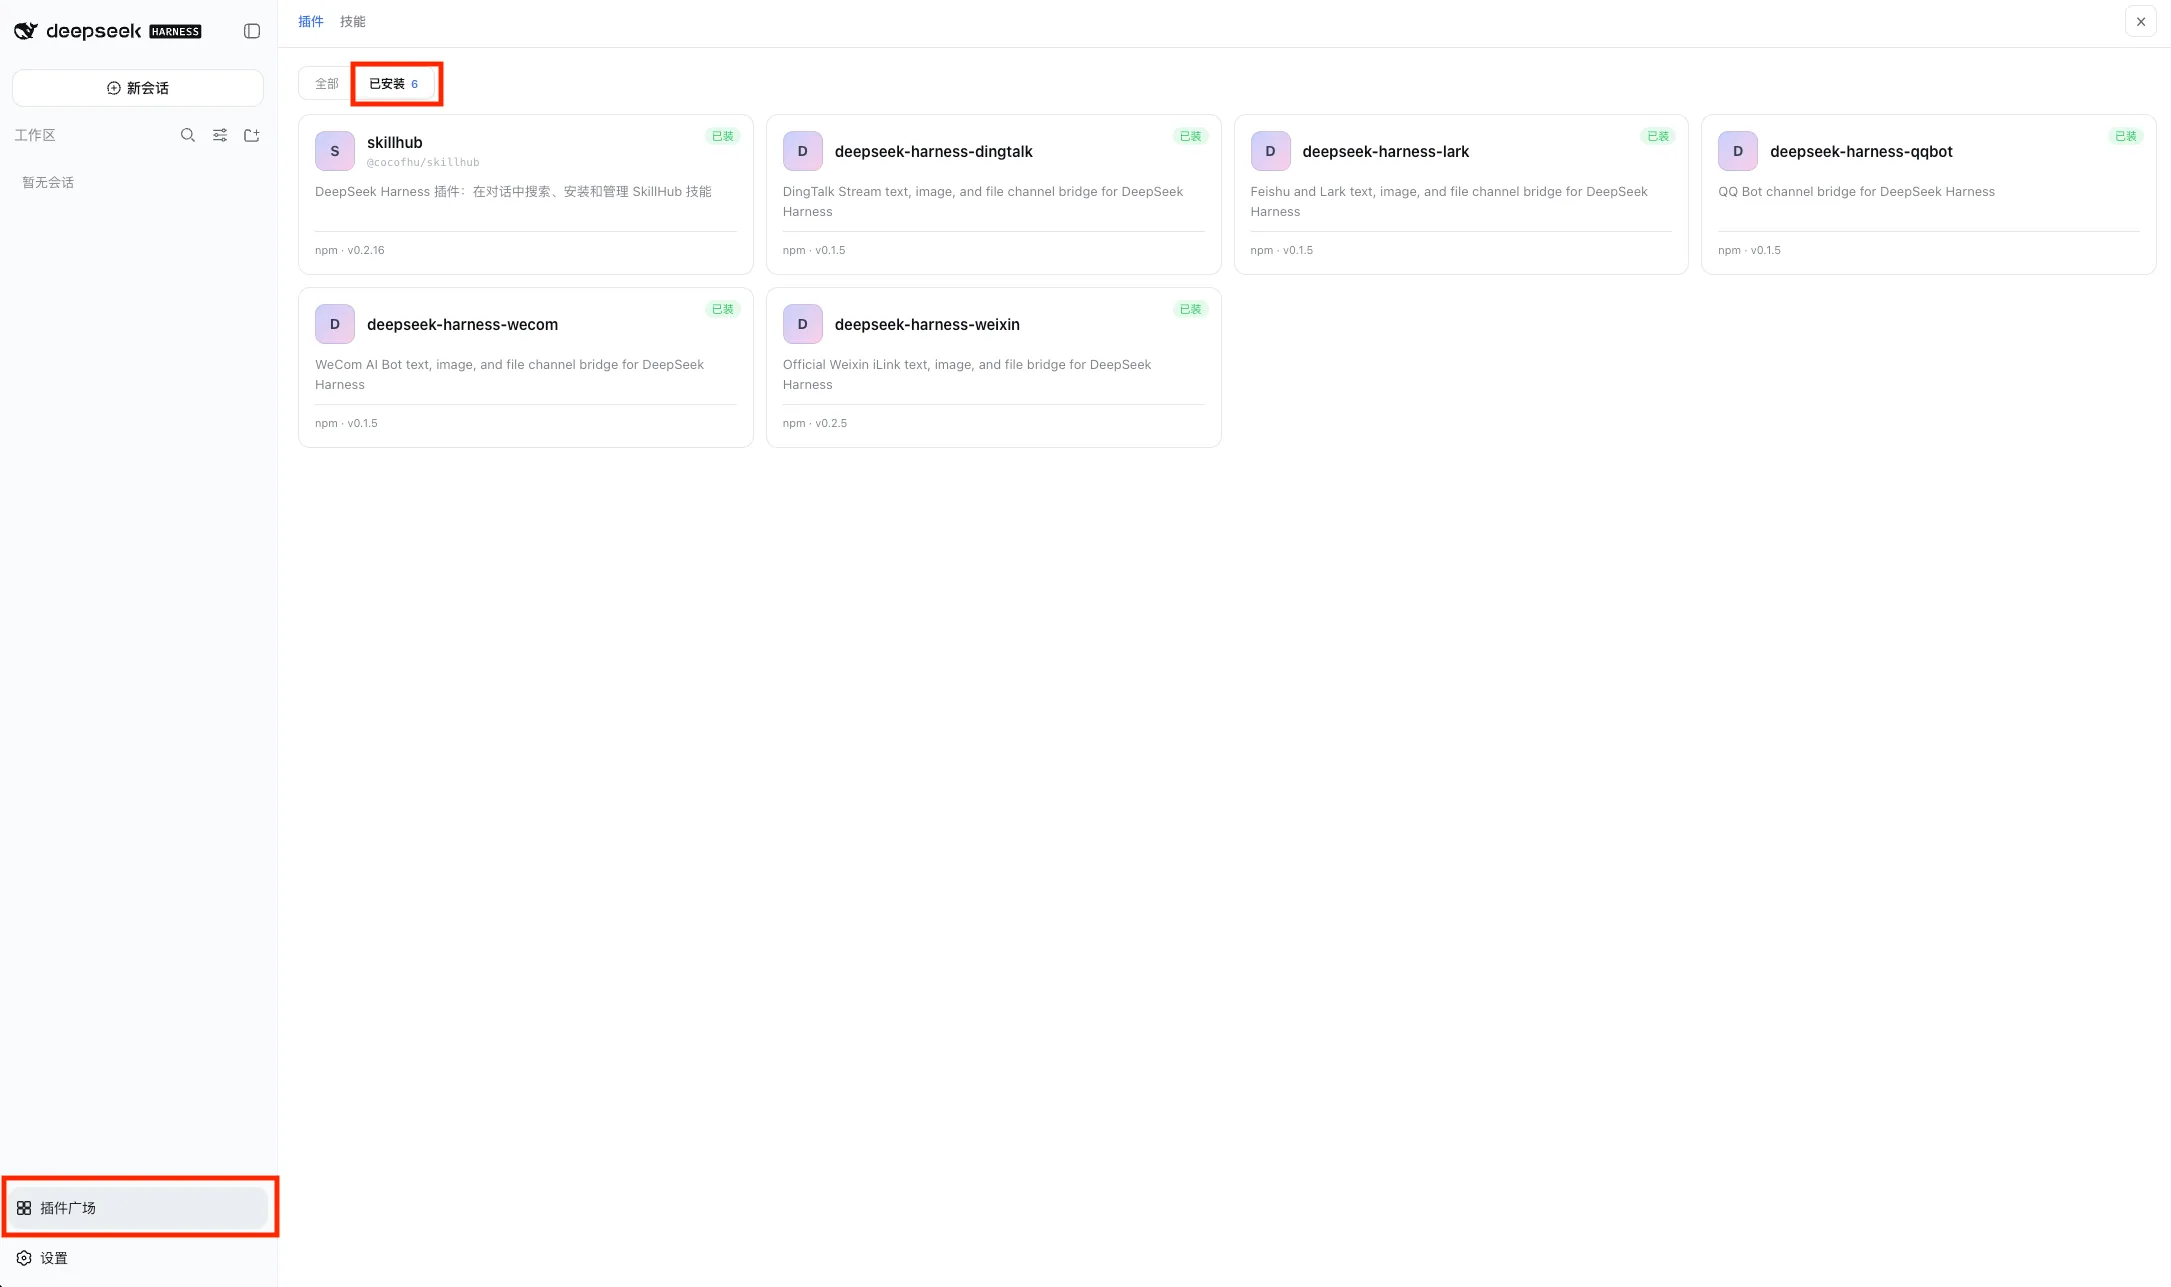 deepseek HARNESS
新会话
工作区
暂无会话
插件广场
设置
插件 技能
全部 已安装 6
S
skillhub
@cocofhu/skillhub
已装
DeepSeek Harness 插件：在对话中搜索、安装和管理 SkillHub 技能
npm · v0.2.16
D
deepseek-harness-dingtalk
已装
DingTalk Stream text, image, and file channel bridge for DeepSeek
Harness
npm · v0.1.5
D
deepseek-harness-lark
已装
Feishu and Lark text, image, and file channel bridge for DeepSeek
Harness
npm · v0.1.5
D
deepseek-harness-qqbot
已装
QQ Bot channel bridge for DeepSeek Harness
npm · v0.1.5
D
deepseek-harness-wecom
已装
WeCom AI Bot text, image, and file channel bridge for DeepSeek
Harness
npm · v0.1.5
D
deepseek-harness-weixin
已装
Official Weixin iLink text, image, and file bridge for DeepSeek
Harness
npm · v0.2.5